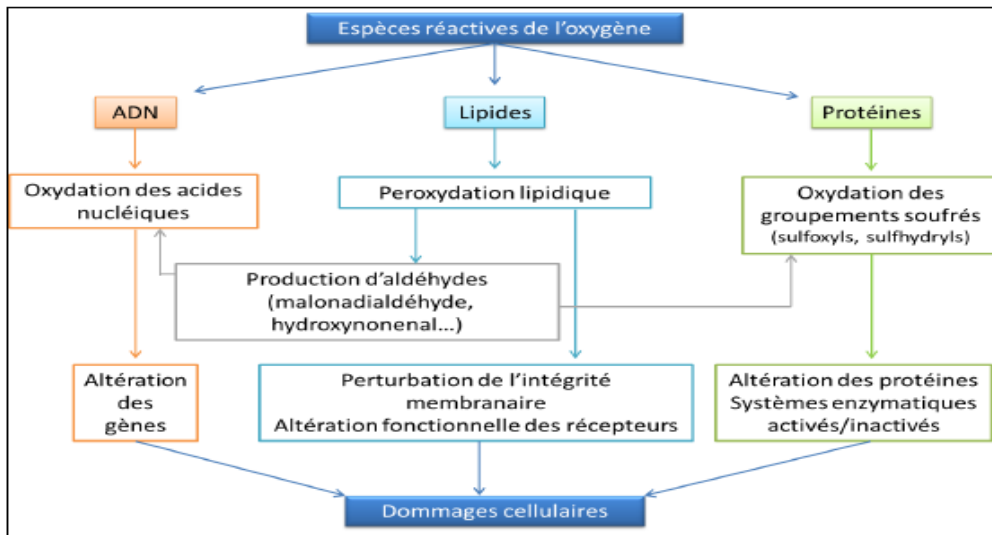 Espèces réactives de l'oxygène
ADN
Lipides
Protéines
Oxydation des acides
nucléiques
Peroxydation lipidique
Oxydation des
groupements soufrés
(sulfoxyls, sulfhydryls)
Production d'aldéhydes
(malonadialdéhyde,
hydroxynonenal...)
Altération
des
gènes
Perturbation de l'intégrité
membranaire
Altération fonctionnelle des récepteurs
Altération des protéines
Systèmes enzymatiques
activés/inactivés
Dommages cellulaires